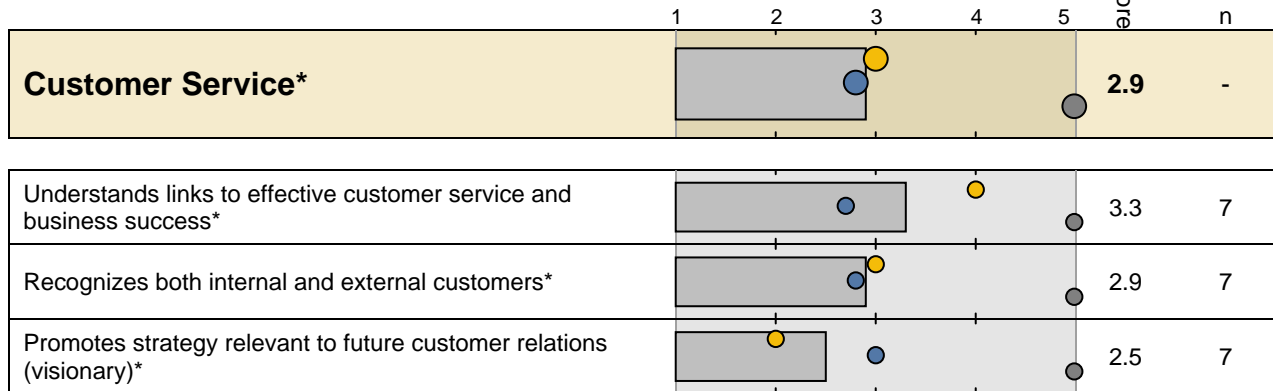 1 2 3 4 5 n
Customer Service* 2.9 -
Understands links to effective customer service and
business success* 3.3 7
Recognizes both internal and external customers* 2.9 7
Promotes strategy relevant to future customer relations
(visionary)* 2.5 7